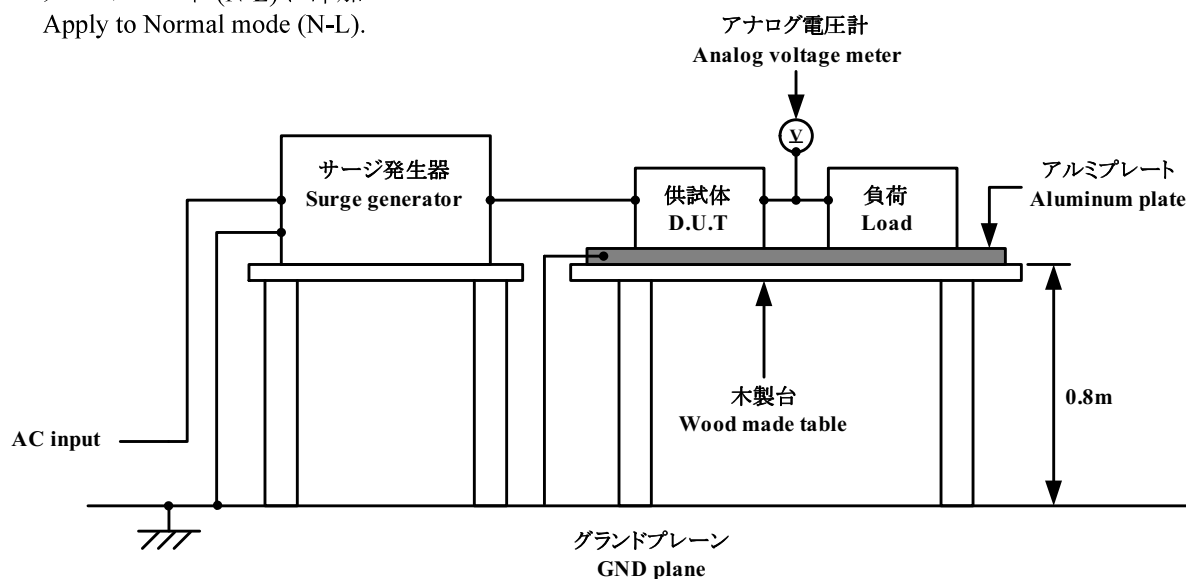 (N-L)
Apply to Normal mode (N-L).
アナログ電圧計
Analog voltage meter
V
サージ発生器
Surge generator
供試体
D.U.T
負荷
Load
アルミプレート
Aluminum plate
木製台
Wood made table
0.8m
AC input
グランドプレーン
GND plane